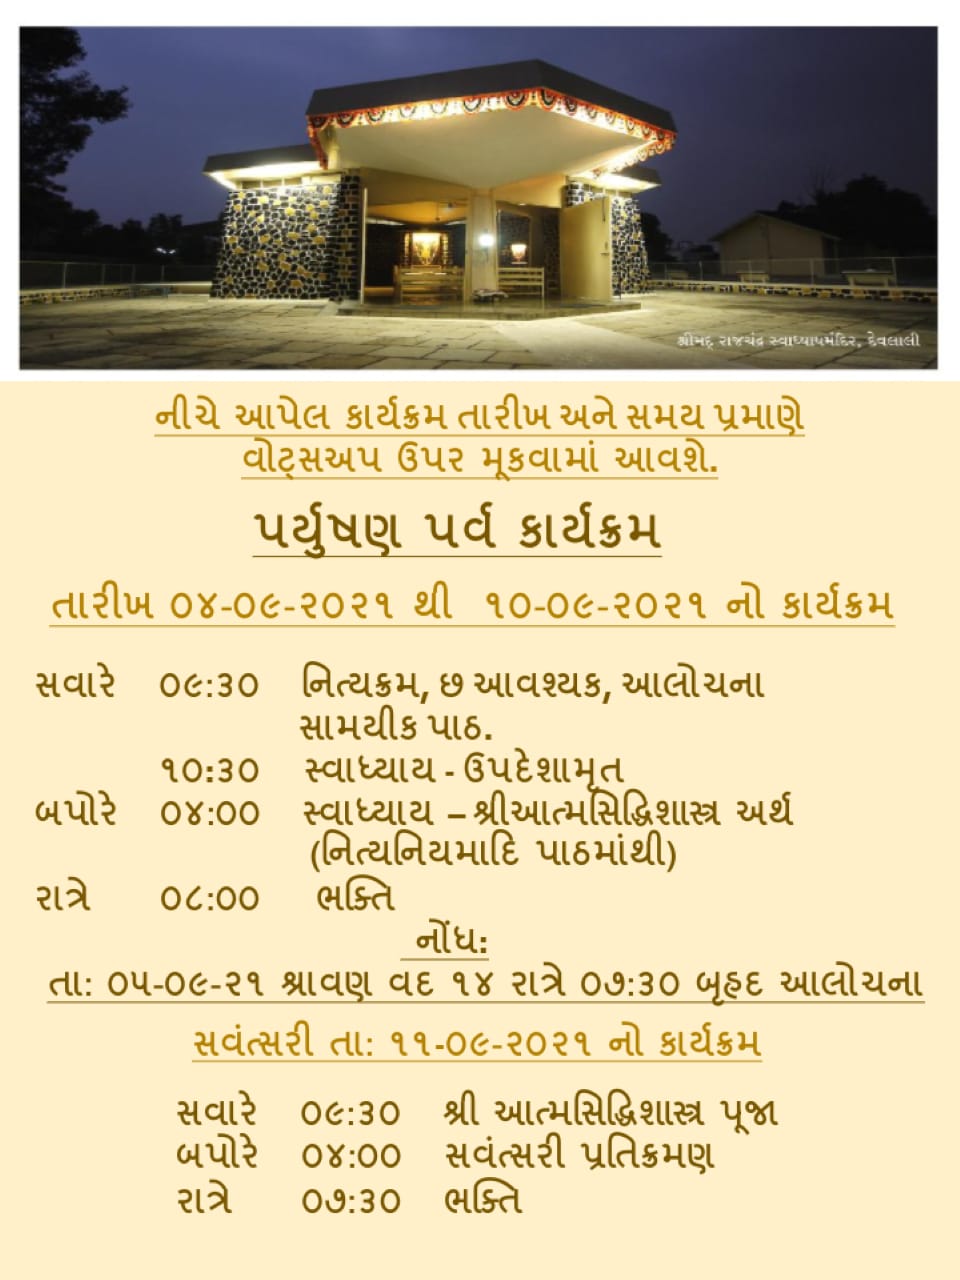 શ્રીમદ્ રાજચંદ્ર સ્વાધ્યાયમંદિર, દેવલાલી
નીચે આપેલ કાર્યક્રમ તારીખ અને સમય પ્રમાણે
વોટ્સઅપ ઉપર મૂકવામાં આવશે.
પર્યુષણ પર્વ કાર્યક્રમ
તારીખ ૦૪-૦૯-૨૦૨૧ થી ૧૦-૦૯-૨૦૨૧ નો કાર્યક્રમ
સવારે ૦૯:૩૦ નિત્યક્રમ, છ આવશ્યક, આલોચના
સામયીક પાઠ.
૧૦:૩૦ સ્વાધ્યાય - ઉપદેશામૃત
બપોરે ૦૪:૦૦ સ્વાધ્યાય – શ્રીઆત્મસિદ્ધિશાસ્ત્ર અર્થ
(નિત્યનિયમાદિ પાઠમાંથી)
રાત્રે ૦૮:૦૦ ભક્તિ
નોંધ:
તા: ૦૫-૦૯-૨૧ શ્રાવણ વદ ૧૪ રાત્રે ૦૭:૩૦ બૃહદ આલોચના
સવંત્સરી તા: ૧૧-૦૯-૨૦૨૧ નો કાર્યક્રમ
સવારે ૦૯:૩૦ શ્રી આત્મસિદ્ધિશાસ્ત્ર પૂજા
બપોરે ૦૪:૦૦ સવંત્સરી પ્રતિક્રમણ
રાત્રે ૦૭:૩૦ ભક્તિ